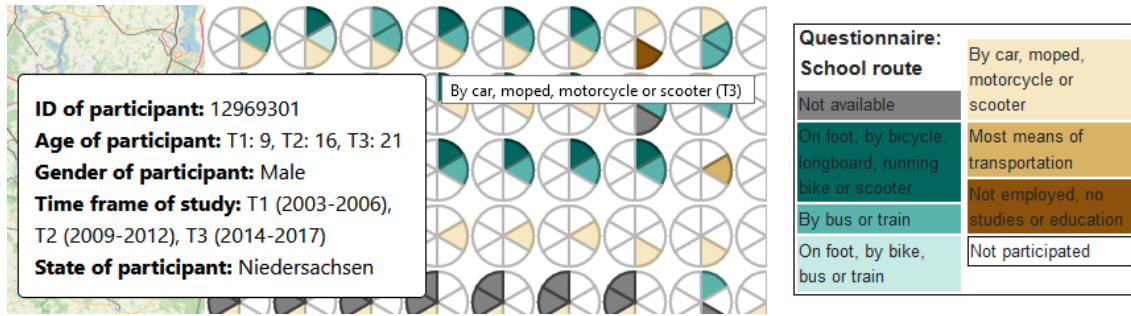 ID of participant: 12969301
Age of participant: T1: 9, T2: 16, T3: 21
Gender of participant: Male
Time frame of study: T1 (2003-2006),
T2 (2009-2012), T3 (2014-2017)
State of participant: Niedersachsen
By car, moped, motorcycle or scooter (T3)
Questionnaire:
School route
Not available
On foot, by bicycle,
longboard, running
bike or scooter
By bus or train
On foot, by bike,
bus or train
By car, moped,
motorcycle or
scooter
Most means of
transportation
Not employed, no
studies or education
Not participated